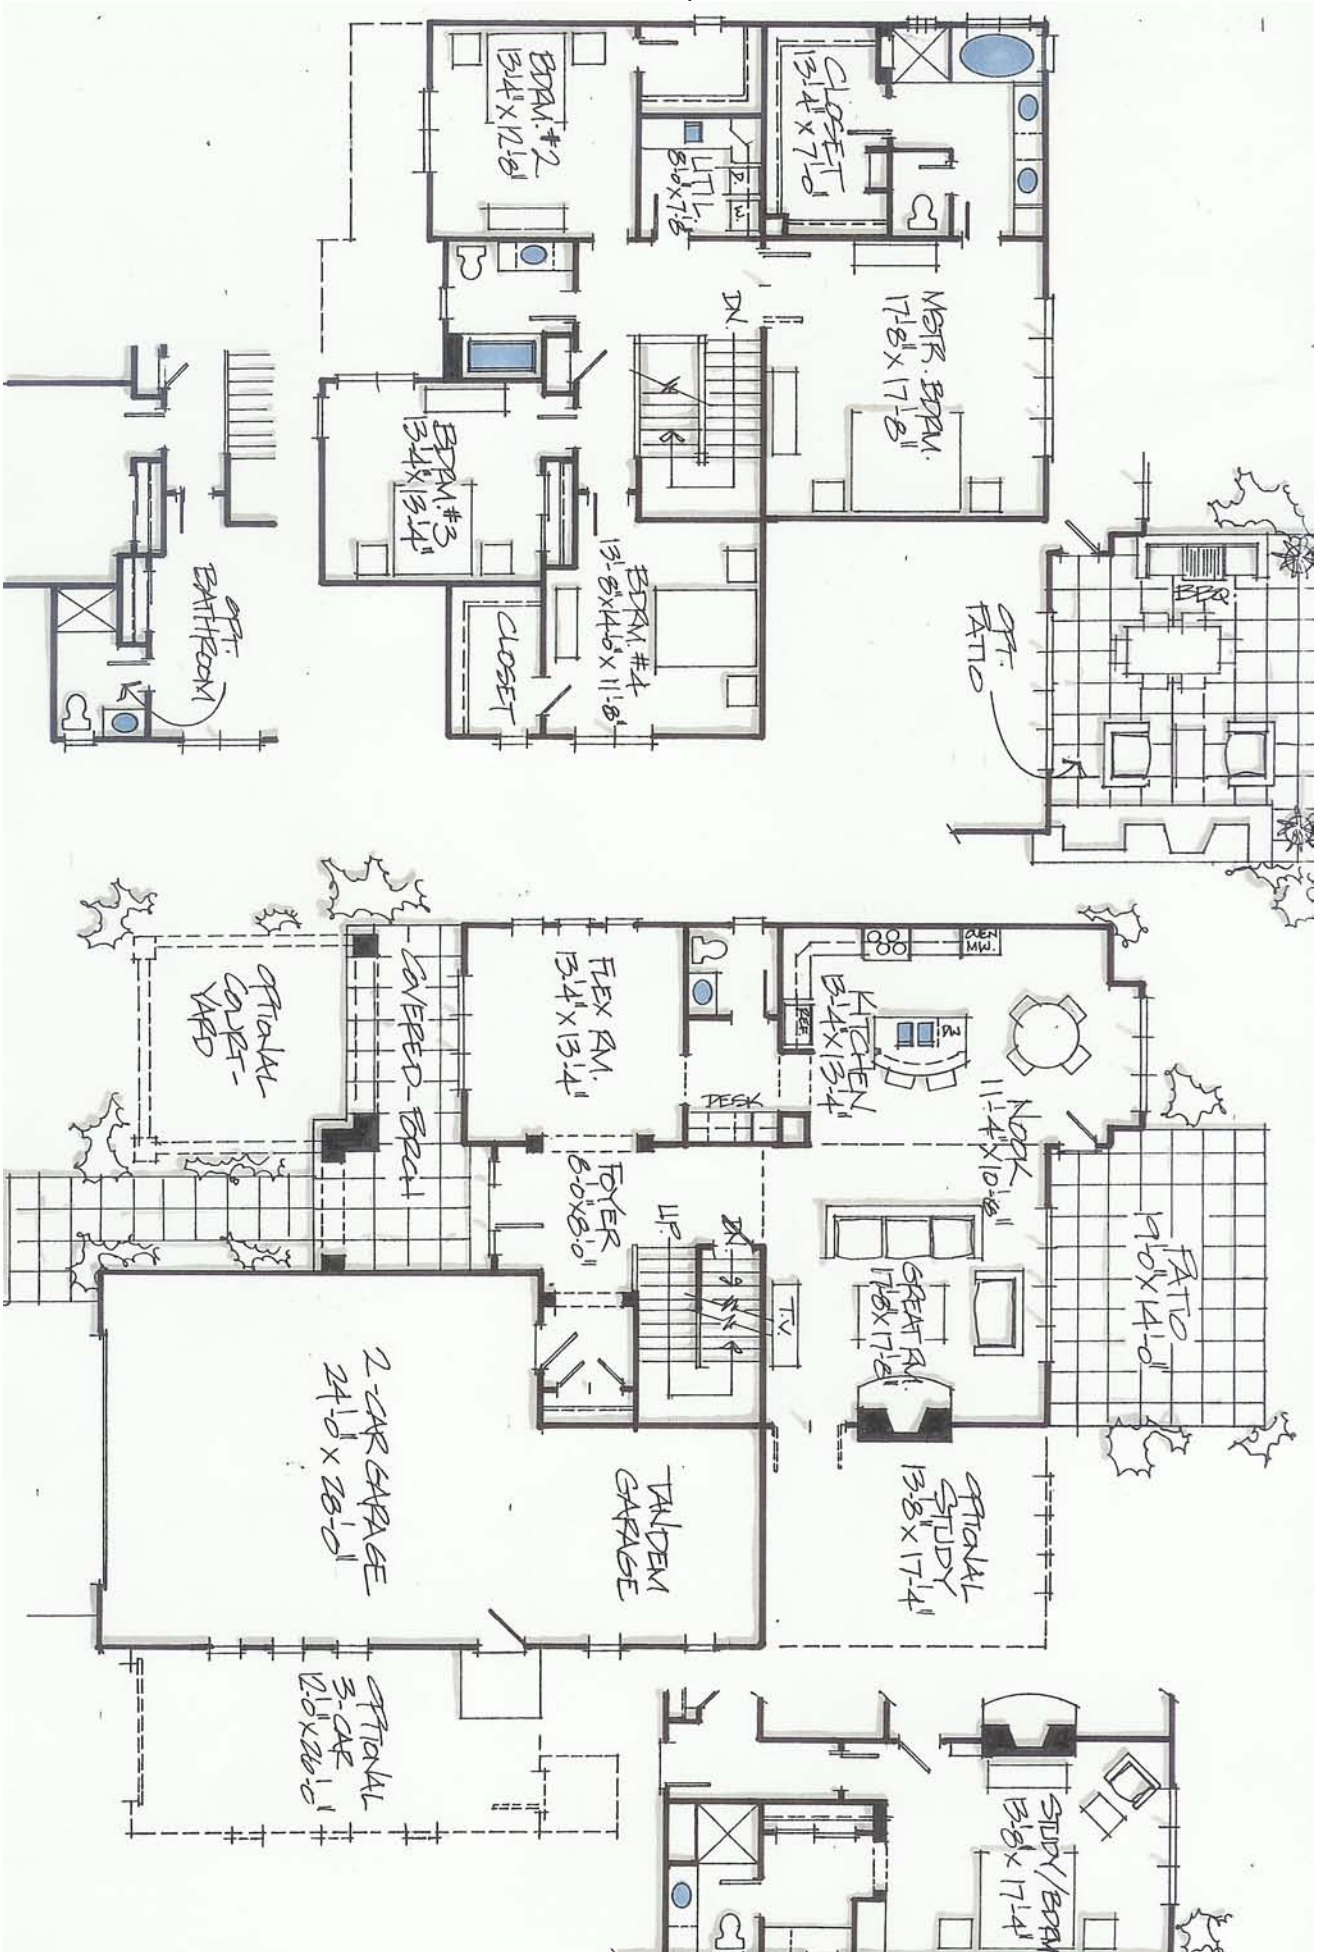 BDRM. #2
13'-4" X 12'-8"
UTIL.
8'-0" X 7'-8"
D.
W.
CLOSET
13'-4" X 7'-0"
MSTR. BDRM.
17'-8" X 17'-8"
DN.
BDRM. #3
13'-4" X 13'-4"
BDRM. #4
13'-8" X 14'-0" X 11'-8"
CLOSET
OPT.
BATHROOM
OPT.
PATIO
BBQ.
OPTIONAL
COURT-
YARD
COVERED PORCH
FLEX RM.
13'-4" X 13'-4"
FOYER
8'-0" X 8'-0"
DESK
KITCHEN
13'-4" X 13'-4"
REF.
OVEN
MW.
DW
NOOK
11'-4" X 10'-8"
UP
DN.
T.V.
GREAT RM.
17'-8" X 17'-8"
PATIO
19'-0" X 14'-0"
2-CAR GARAGE
24'-0" X 28'-0"
TANDEM
GARAGE
OPTIONAL
STUDY
13'-8" X 17'-4"
OPTIONAL
3-CAR
12'-0" X 26'-0"
STUDY/BDRM
13'-8" X 17'-4"